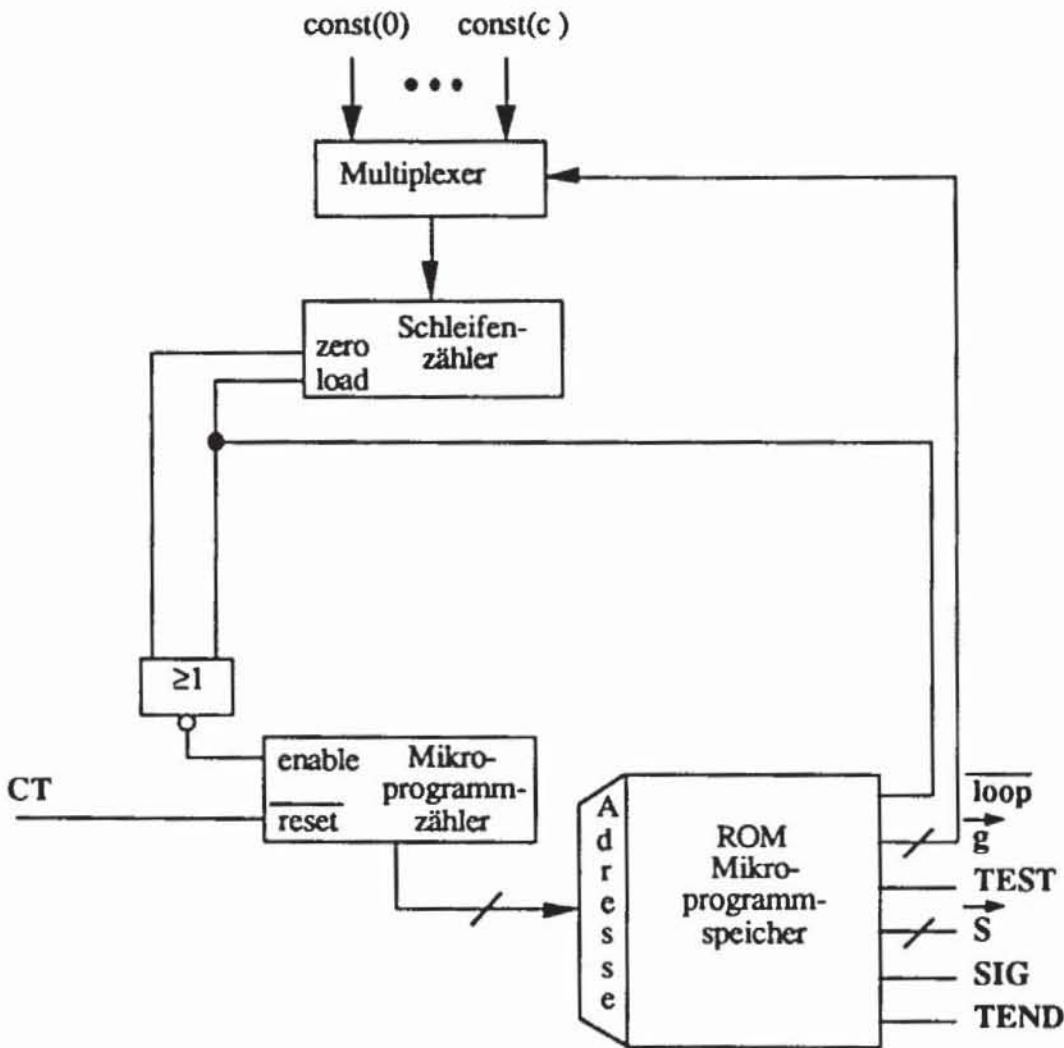 const(0) const(c )
Multiplexer
Schleifen-
zähler
zero
load
≥1
enable
reset
Mikro-
programm-
zähler
CT
Adresse
ROM
Mikro-
programm-
speicher
loop
g
TEST
S
SIG
TEND